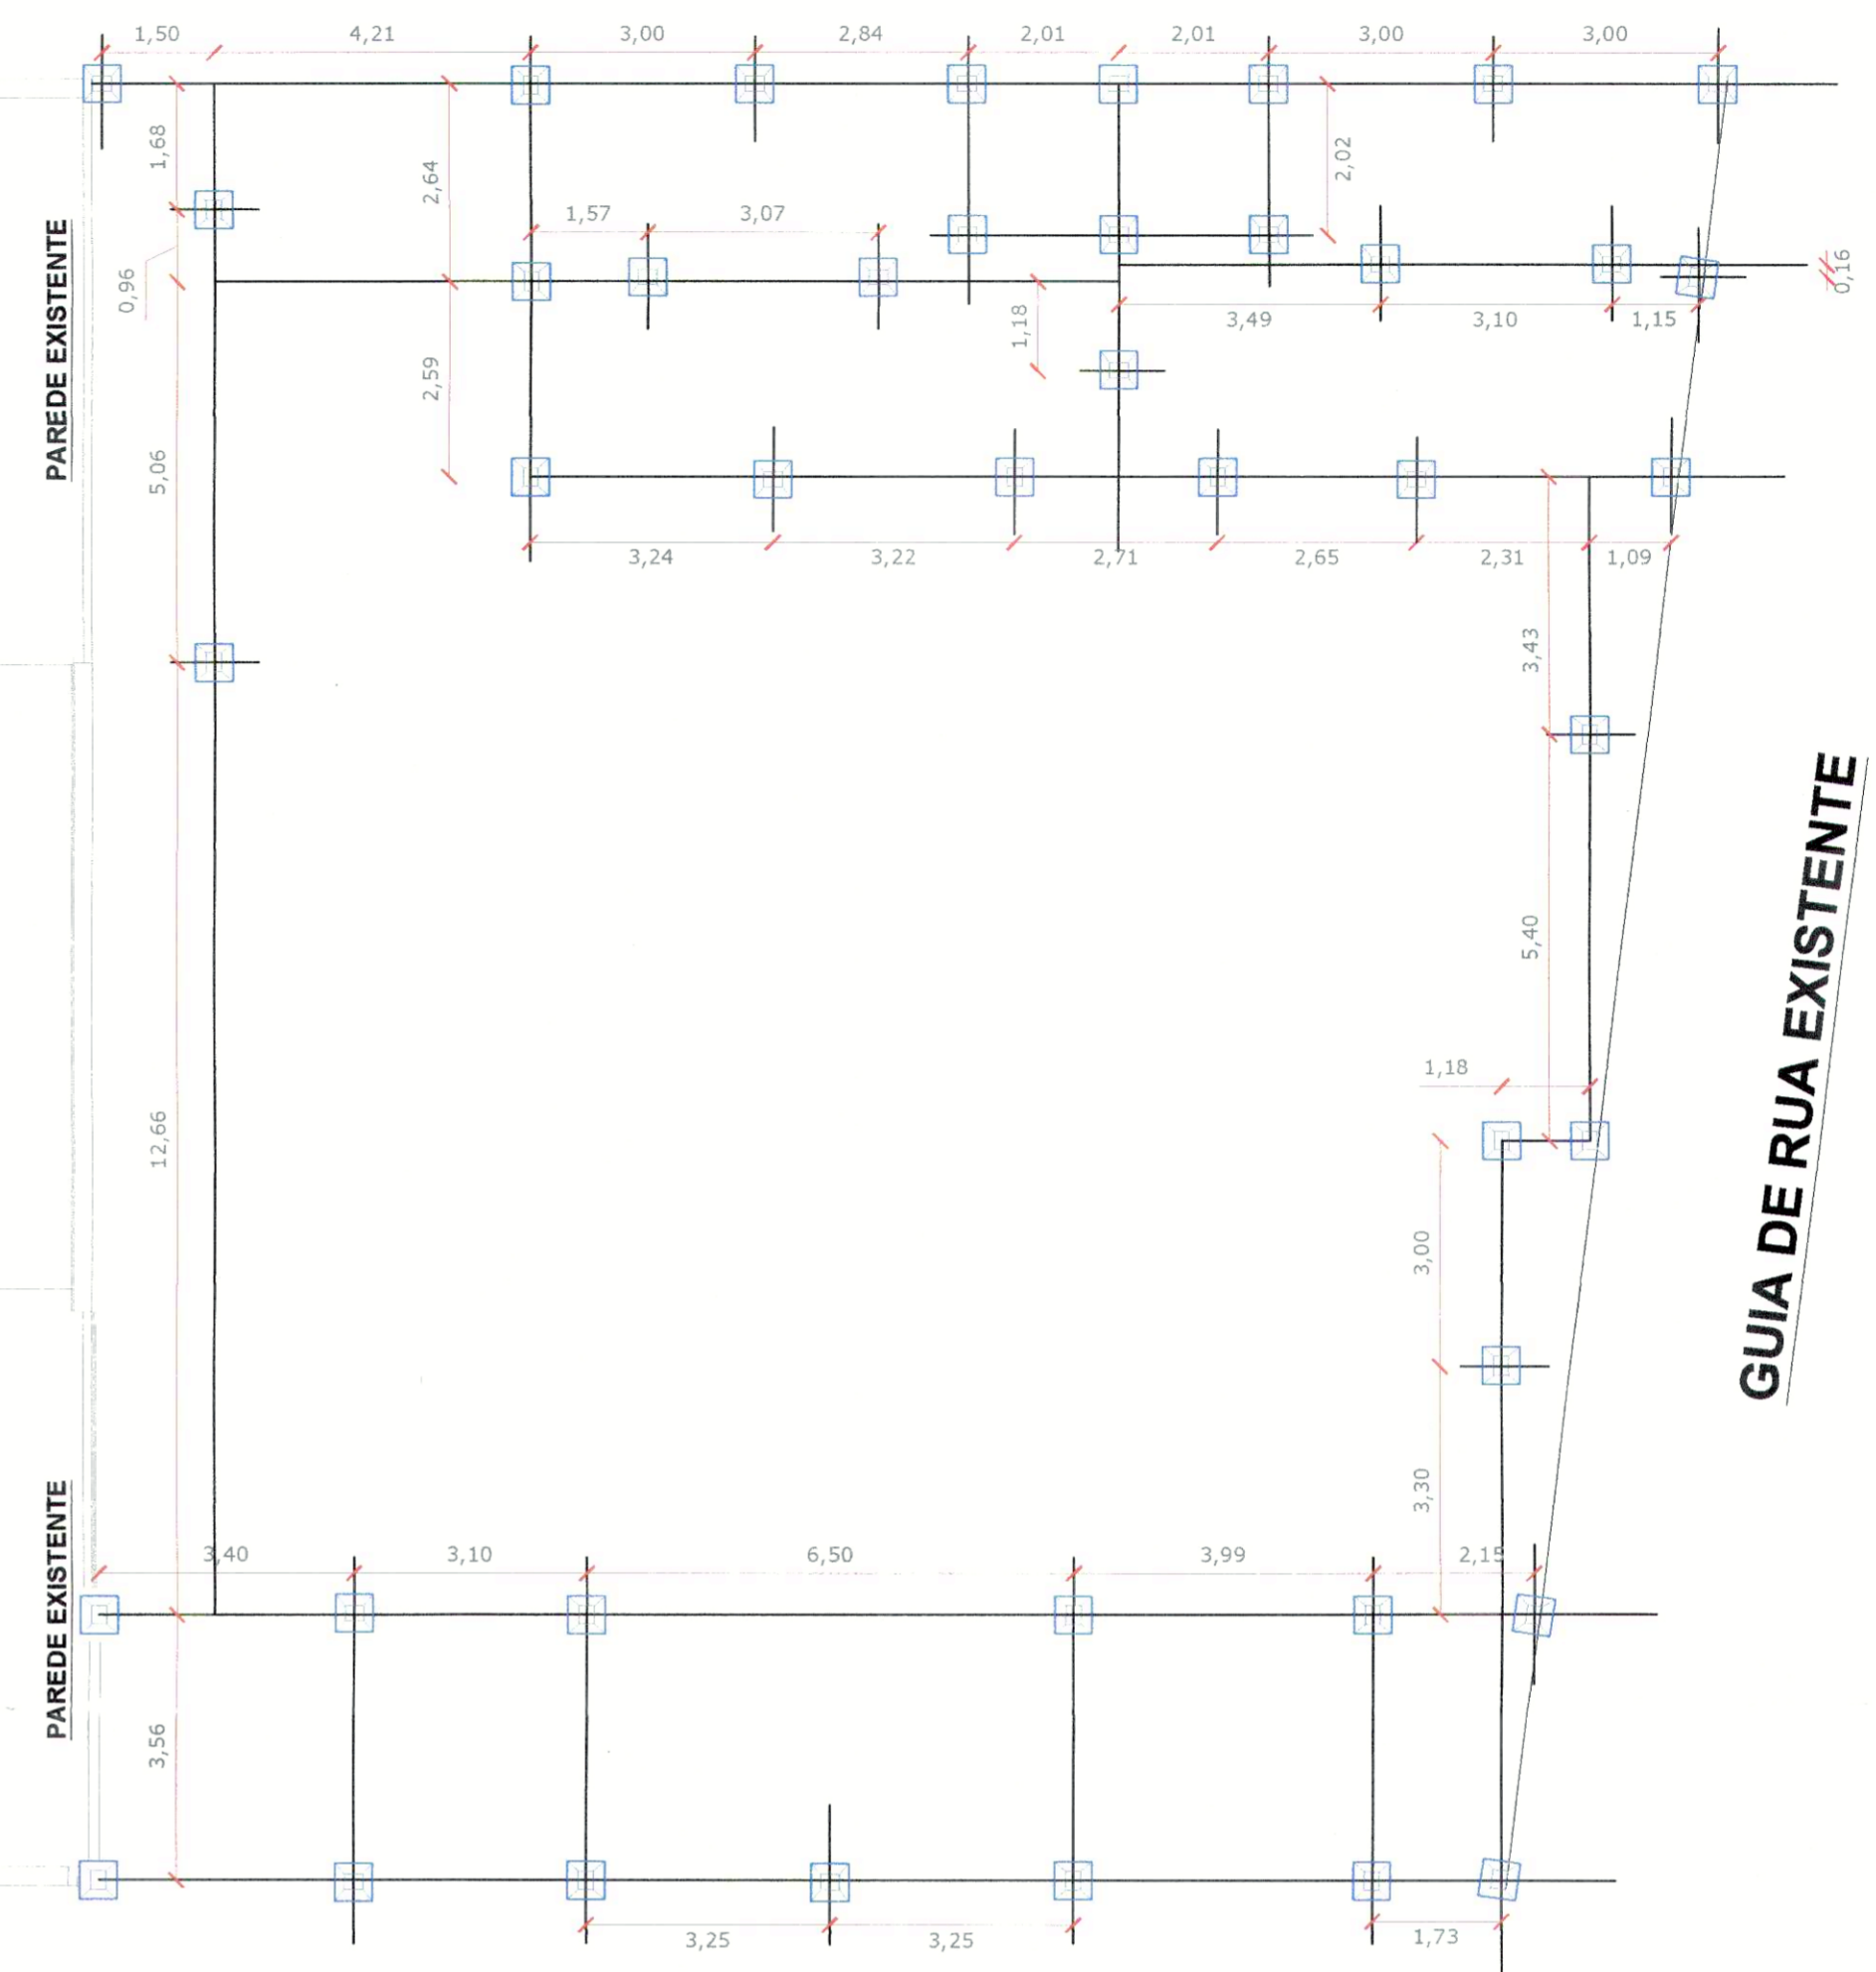 1,50 4,21 3,00 2,84 2,01 2,01 3,00 3,00
1,68
2,64
2,02
1,57 3,07
0,96
0,16
1,18
3,49 3,10 1,15
PAREDE EXISTENTE
2,59
5,06
3,24 3,22 2,71 2,65 2,31 1,09
3,43
5,40
GUIA DE RUA EXISTENTE
1,18
12,66
3,00
3,30
3,40 3,10 6,50 3,99 2,15
PAREDE EXISTENTE
3,56
3,25 3,25 1,73